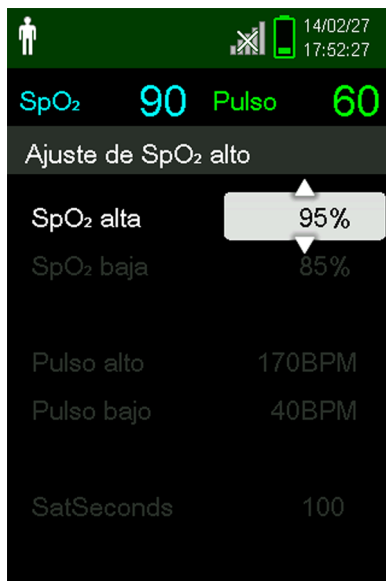 14/02/27
17:52:27
SpO₂ 90 Pulso 60
Ajuste de SpO₂ alto
SpO₂ alta 95%
SpO₂ baja 85%
Pulso alto 170BPM
Pulso bajo 40BPM
SatSeconds 100